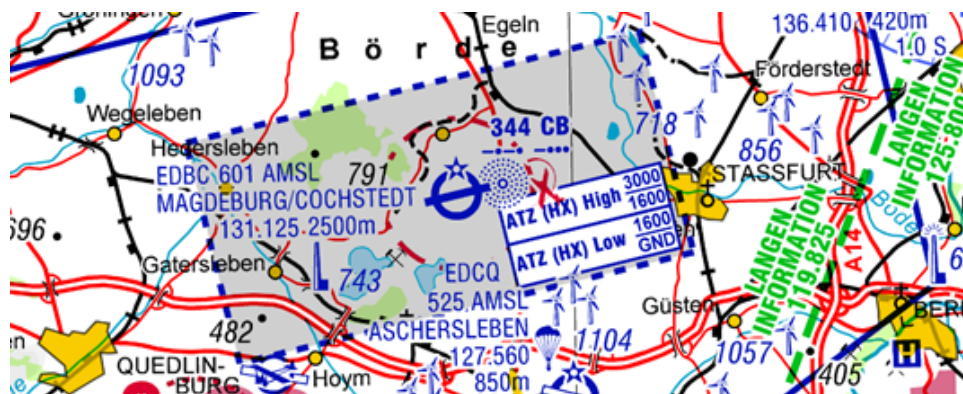 Egeln
136.410
420m
1.0 S
Börde
1093
Förderstedt
Wegeleben
344 CB
718
LANGEN
INFORMATION
125.800
Hedersleben
856
EDBC 601 AMSL
791
STASSFURT
MAGDEBURG/COCHSTEDT
131.125 2500m
ATZ (HX) High 3000
1600
ATZ (HX) Low 1600
GND
696
Bode
LANGEN
INFORMATION
119.825
A14
Gatersleben
743
EDCQ
525 AMSL
ASCHERSLEBEN
127.560
850m
Güsten
482
1104
1057
405
QUEDLIN-
BURG
Hoym
H